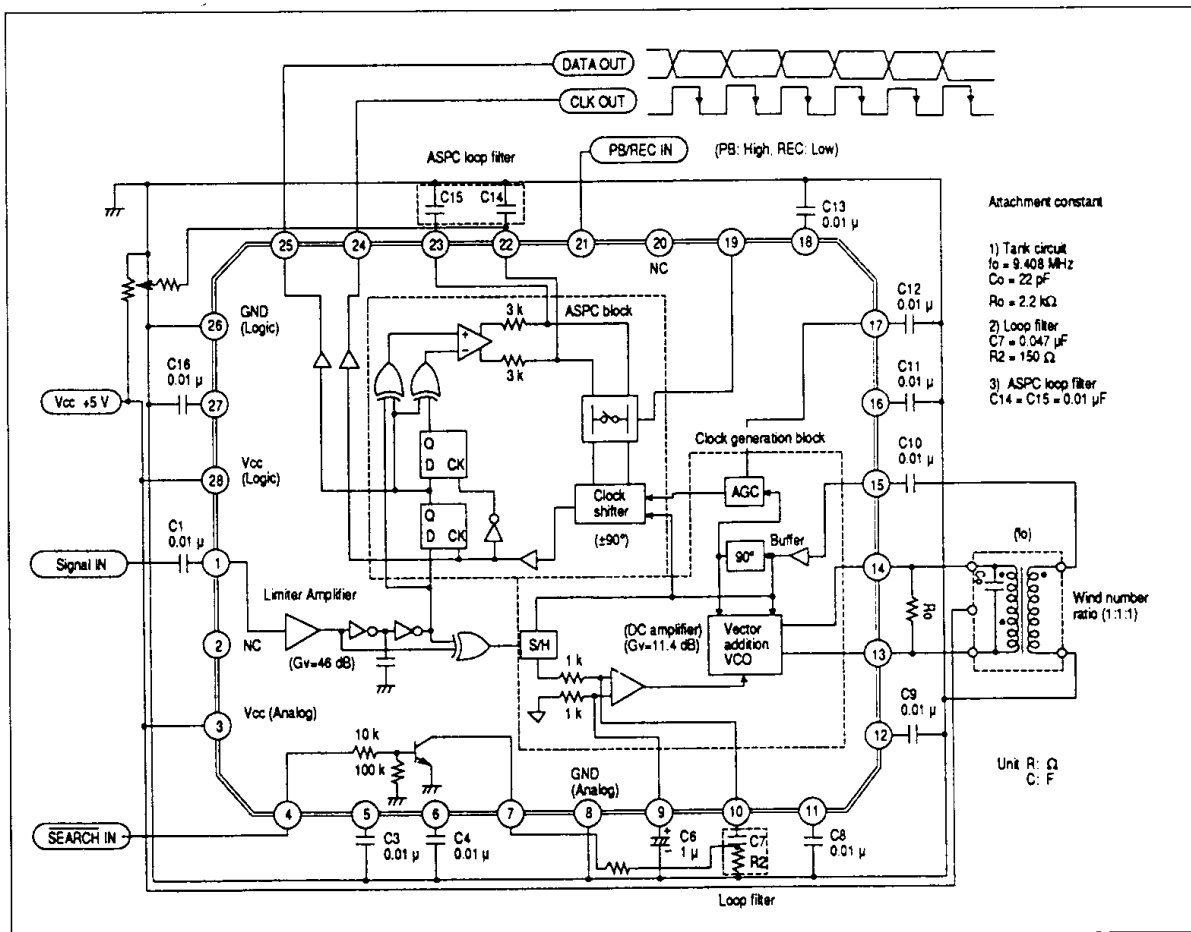 DATA OUT
CLK OUT
PB/REC IN
(PB: High, REC: Low)
ASPC loop filter
C15
C14
C13
0.01 μ
Attachment constant
1) Tank circuit
fo = 9.408 MHz
Co = 22 pF
Ro = 2.2 kΩ
2) Loop filter
C7 = 0.047 μF
R2 = 150 Ω
3) ASPC loop filter
C14 = C15 = 0.01 μF
25
24
23
22
21
20
NC
19
18
GND
(Logic)
26
C16
0.01 μ
Vcc +5 V
27
Vcc
(Logic)
28
C1
0.01 μ
Signal IN
1
2
NC
Vcc (Analog)
3
3 k
3 k
ASPC block
+
−
Q
D
CK
Q
D
CK
Clock
shifter
(±90°)
Clock generation block
AGC
90°
Buffer
C12
0.01 μ
17
C11
0.01 μ
16
C10
0.01 μ
15
14
13
Ro
(fo)
Co
Wind number
ratio (1:1:1)
Limiter Amplifier
(Gv=46 dB)
S/H
(DC amplifier)
(Gv=11.4 dB)
Vector
addition
VCO
1 k
1 k
C9
0.01 μ
12
10 k
100 k
GND
(Analog)
Unit R: Ω
C: F
SEARCH IN
4
5
6
7
8
9
10
11
C3
0.01 μ
C4
0.01 μ
+
−
C6
1 μ
C7
R2
C8
0.01 μ
Loop filter